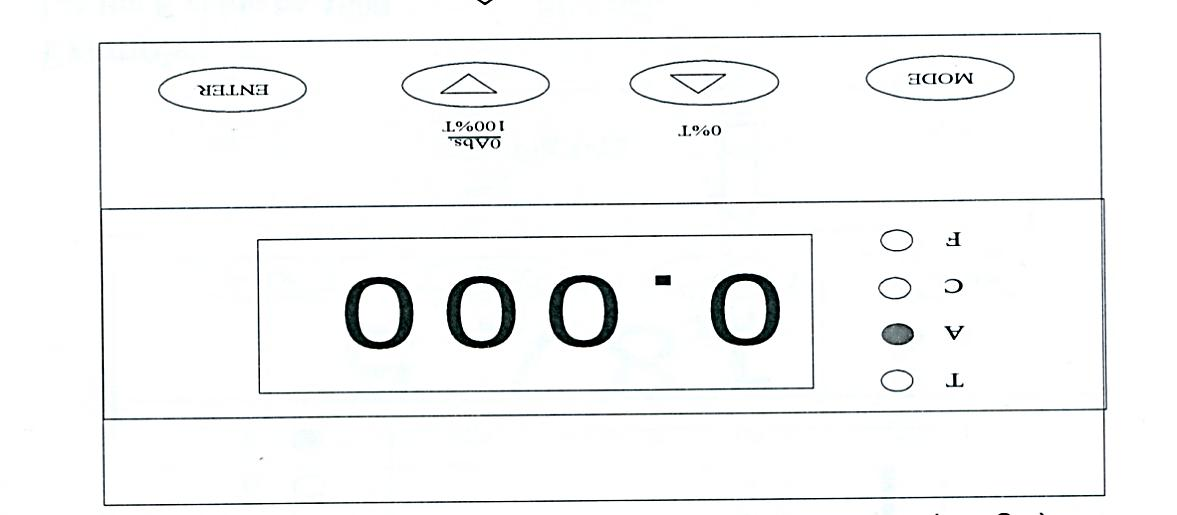 T
A
0.000
C
F
0%T. 0Abs.
100%T.
MODE ENTER